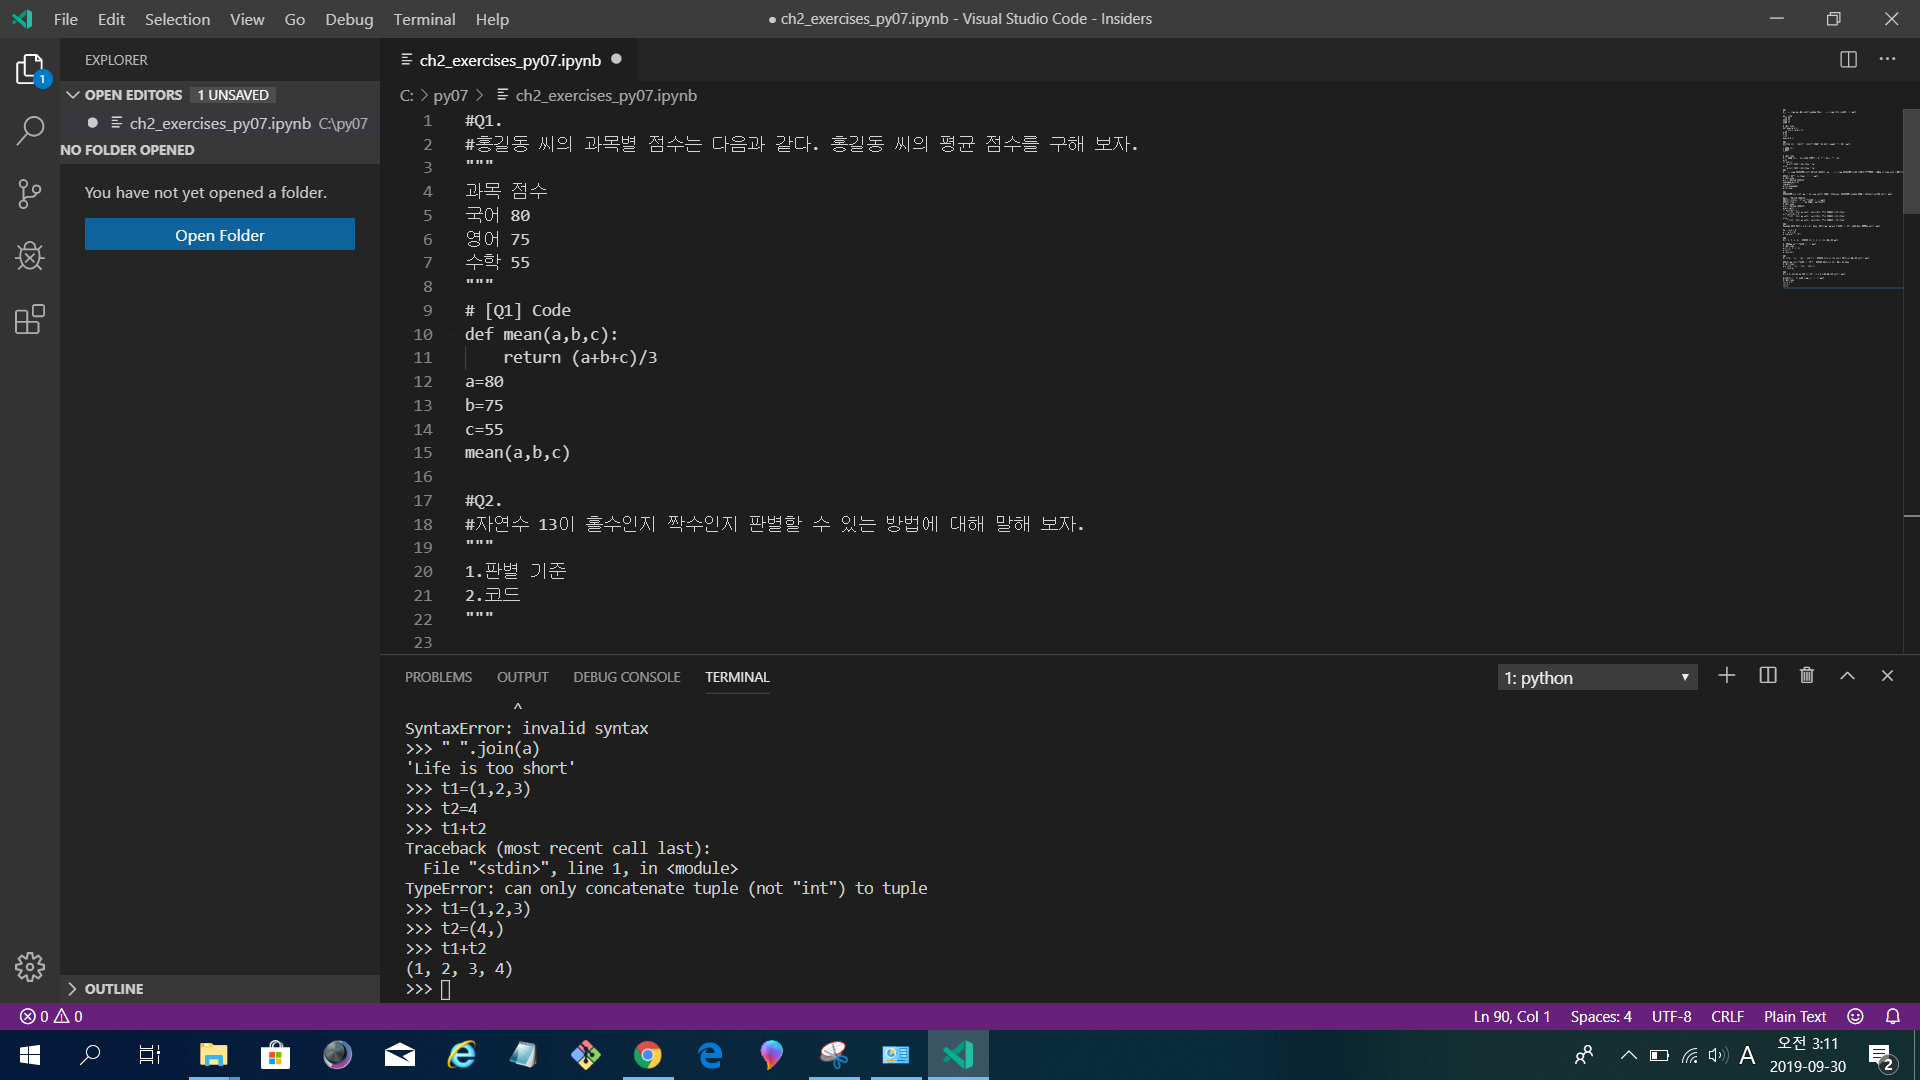 File Edit Selection View Go Debug Terminal Help
● ch2_exercises_py07.ipynb - Visual Studio Code - Insiders
EXPLORER
OPEN EDITORS 1 UNSAVED
ch2_exercises_py07.ipynb C:\py07
NO FOLDER OPENED
You have not yet opened a folder.
Open Folder
OUTLINE
1
ch2_exercises_py07.ipynb
C: > py07 > ch2_exercises_py07.ipynb
1 #Q1.
2 #홍길동 씨의 과목별 점수는 다음과 같다. 홍길동 씨의 평균 점수를 구해 보자.
3 """
4 과목 점수
5 국어 80
6 영어 75
7 수학 55
8 """
9 # [Q1] Code
10 def mean(a,b,c):
11     return (a+b+c)/3
12 a=80
13 b=75
14 c=55
15 mean(a,b,c)
16
17 #Q2.
18 #자연수 13이 홀수인지 짝수인지 판별할 수 있는 방법에 대해 말해 보자.
19 """
20 1.판별 기준
21 2.코드
22 """
23
PROBLEMS OUTPUT DEBUG CONSOLE TERMINAL
1: python
^
SyntaxError: invalid syntax
>>> " ".join(a)
'Life is too short'
>>> t1=(1,2,3)
>>> t2=4
>>> t1+t2
Traceback (most recent call last):
  File "<stdin>", line 1, in <module>
TypeError: can only concatenate tuple (not "int") to tuple
>>> t1=(1,2,3)
>>> t2=(4,)
>>> t1+t2
(1, 2, 3, 4)
>>>
0 0
Ln 90, Col 1 Spaces: 4 UTF-8 CRLF Plain Text
A
오전 3:11
2019-09-30
2